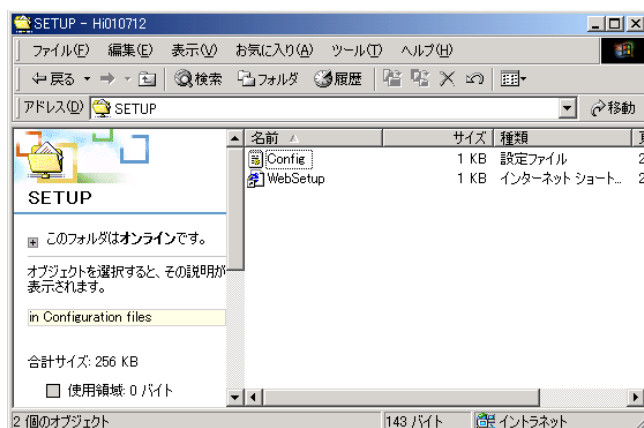 SETUP - Hi010712
ファイル(F) 編集(E) 表示(V) お気に入り(A) ツール(T) ヘルプ(H)
戻る 検索 フォルダ 履歴
アドレス(D) SETUP 移動
名前 サイズ 種類
Config 1 KB 設定ファイル
WebSetup 1 KB インターネット ショート...
SETUP
このフォルダはオンラインです。
オブジェクトを選択すると、その説明が
表示されます。
in Configuration files
合計サイズ: 256 KB
使用領域: 0 バイト
2 個のオブジェクト 143 バイト イントラネット